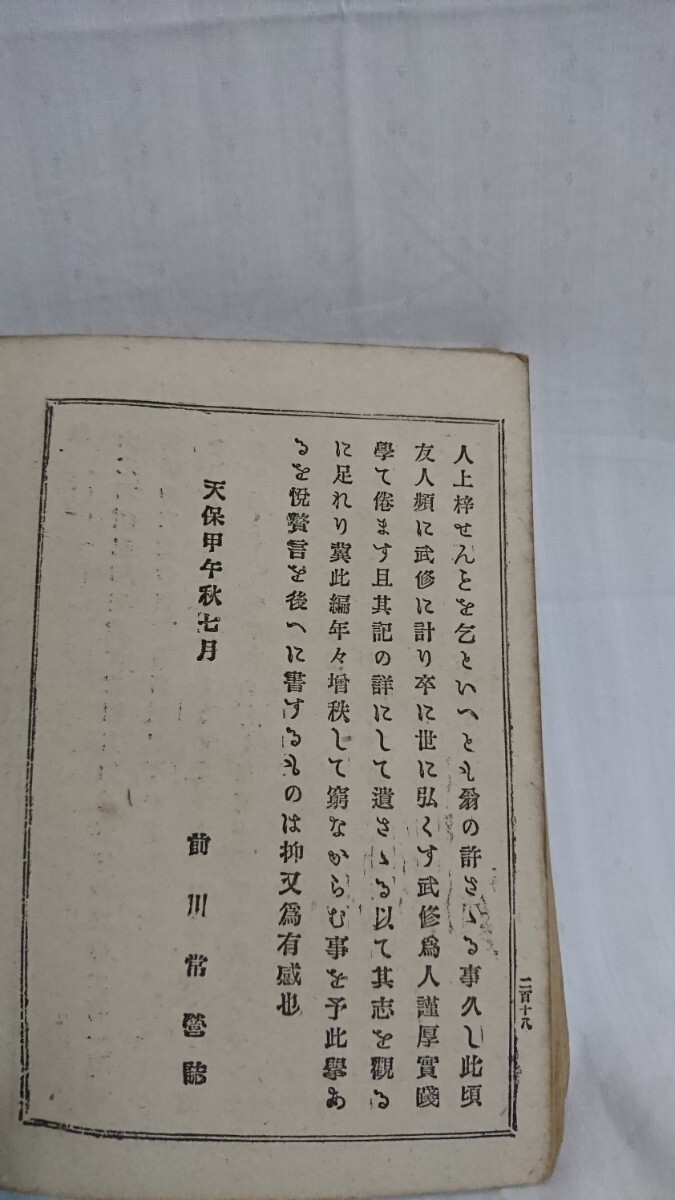 人上梓せんとを乞といへとも翁の許さゝる事久し此頃
友人頻に武修に計り卒に世に弘くす武修爲人謹厚實踐
學て倦ます且其記の詳にして遺さゝる以て其志を觀る
に足れり冀此編年々増秩して窮なからむ事を予此擧あ
るを悦贅言を後へに書するものは抑又爲有感也
天保甲午秋七月
前川常營誌
二百十八